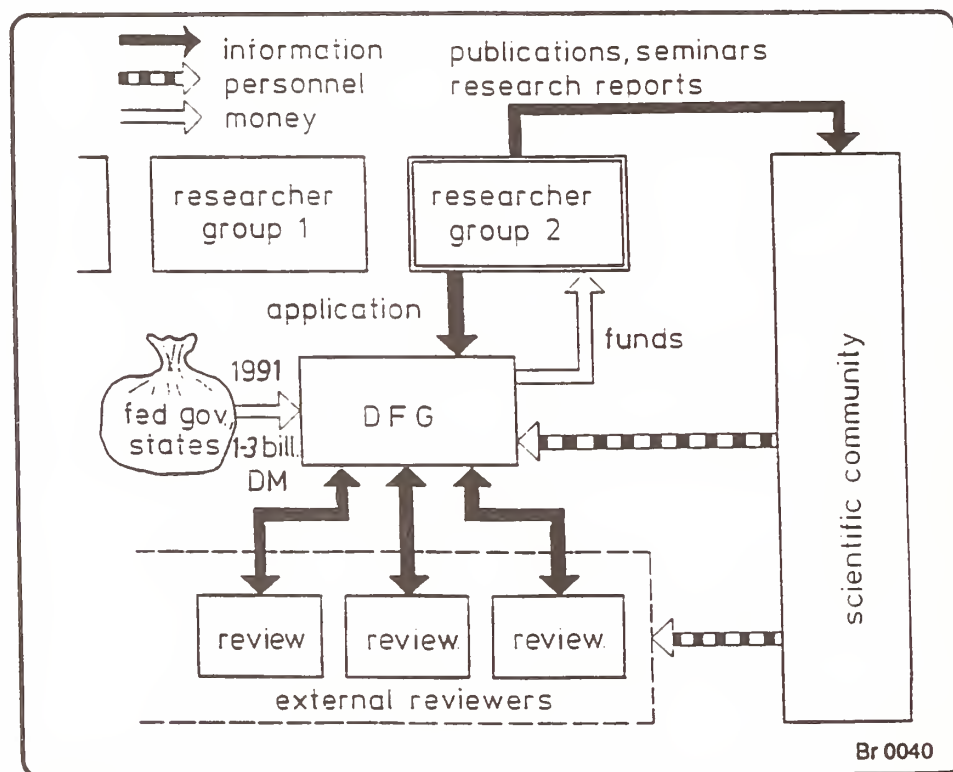 information
personnel
money
publications, seminars
research reports
researcher
group 1
researcher
group 2
application
funds
1991
fed gov.
states
1-3 bill.
DM
DFG
scientific community
review
review.
review.
external reviewers
Br 0040